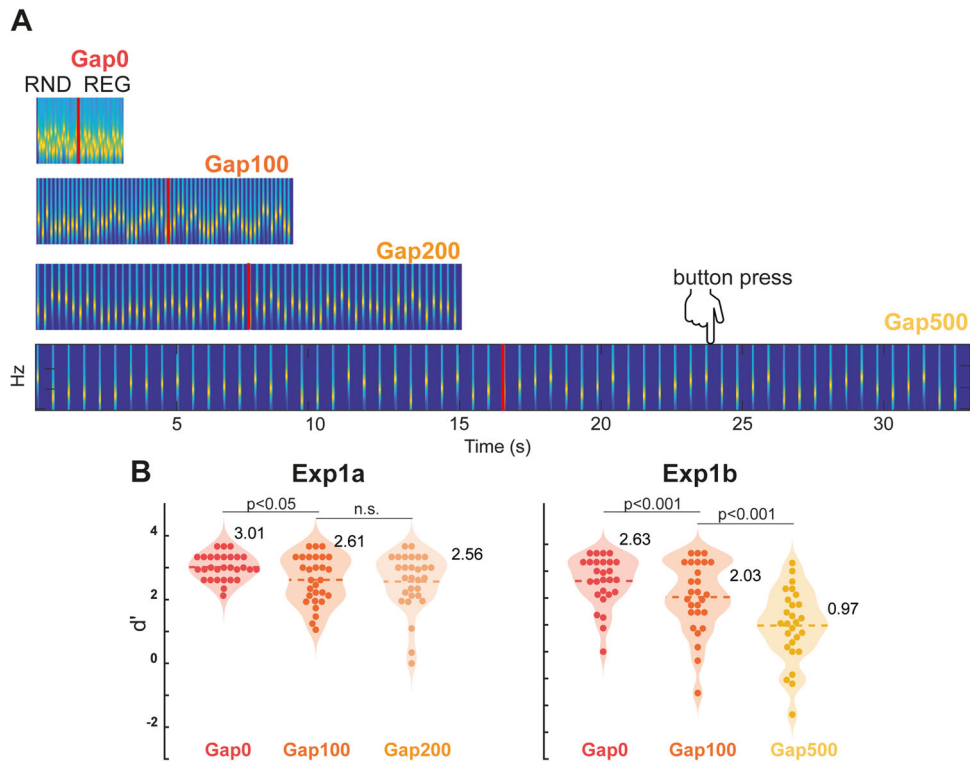 A
Gap0
RND REG
Gap100
Gap200
button press
Gap500
Hz
5 10 15 20 25 30
Time (s)
B Exp1a Exp1b
p<0.05 n.s.
p<0.001 p<0.001
4
3.01 2.61 2.56
2.63 2.03 0.97
2
d'
0
-2
Gap0 Gap100 Gap200
Gap0 Gap100 Gap500